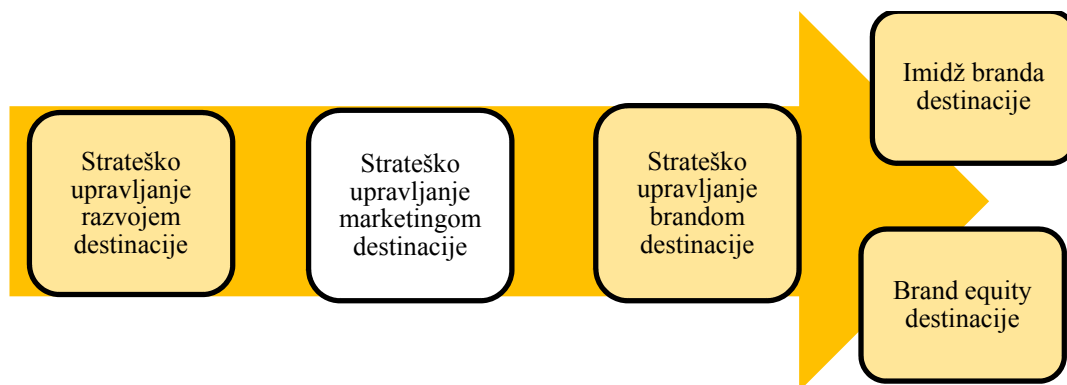 Strateško
upravljanje
razvojem
destinacije
Strateško
upravljanje
marketingom
destinacije
Strateško
upravljanje
brandom
destinacije
Imidž branda
destinacije
Brand equity
destinacije